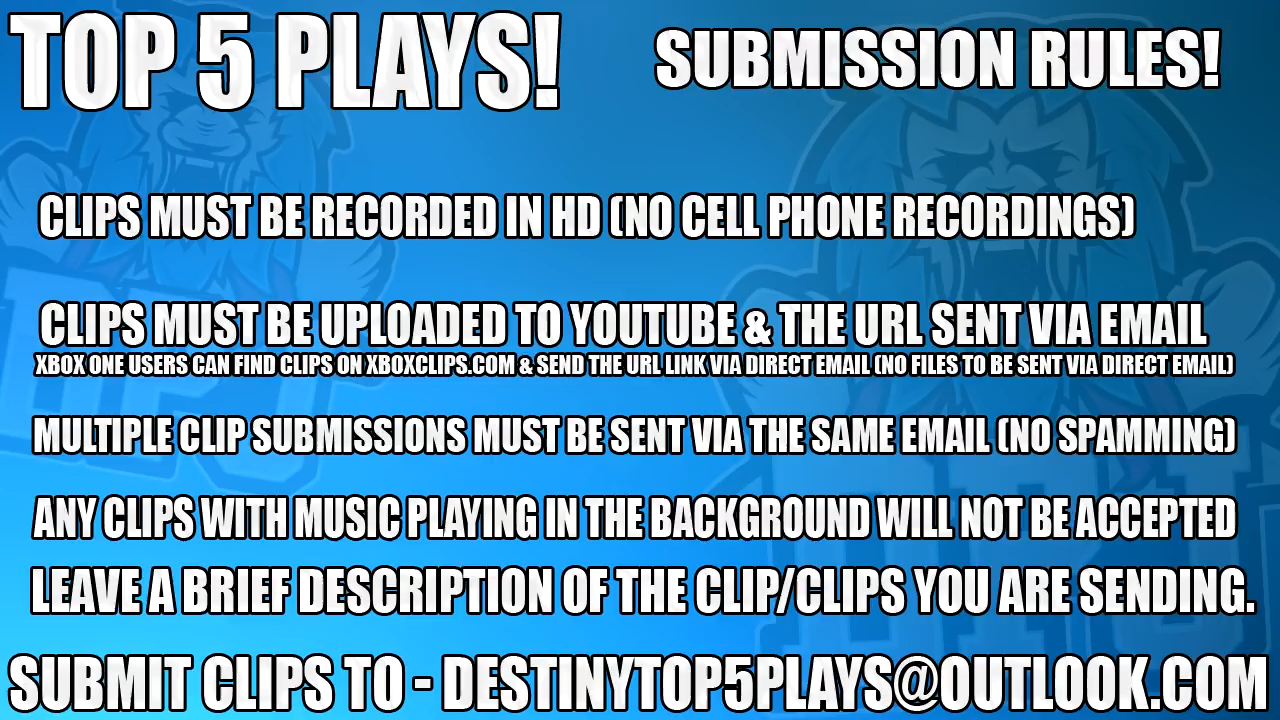 TOP 5 PLAYS!
SUBMISSION RULES!
CLIPS MUST BE RECORDED IN HD (NO CELL PHONE RECORDINGS)
CLIPS MUST BE UPLOADED TO YOUTUBE & THE URL SENT VIA EMAIL
XBOX ONE USERS CAN FIND CLIPS ON XBOXCLIPS.COM & SEND THE URL LINK VIA DIRECT EMAIL (NO FILES TO BE SENT VIA DIRECT EMAIL)
MULTIPLE CLIP SUBMISSIONS MUST BE SENT VIA THE SAME EMAIL (NO SPAMMING)
ANY CLIPS WITH MUSIC PLAYING IN THE BACKGROUND WILL NOT BE ACCEPTED
LEAVE A BRIEF DESCRIPTION OF THE CLIP/CLIPS YOU ARE SENDING.
SUBMIT CLIPS TO - DESTINYTOP5PLAYS@OUTLOOK.COM